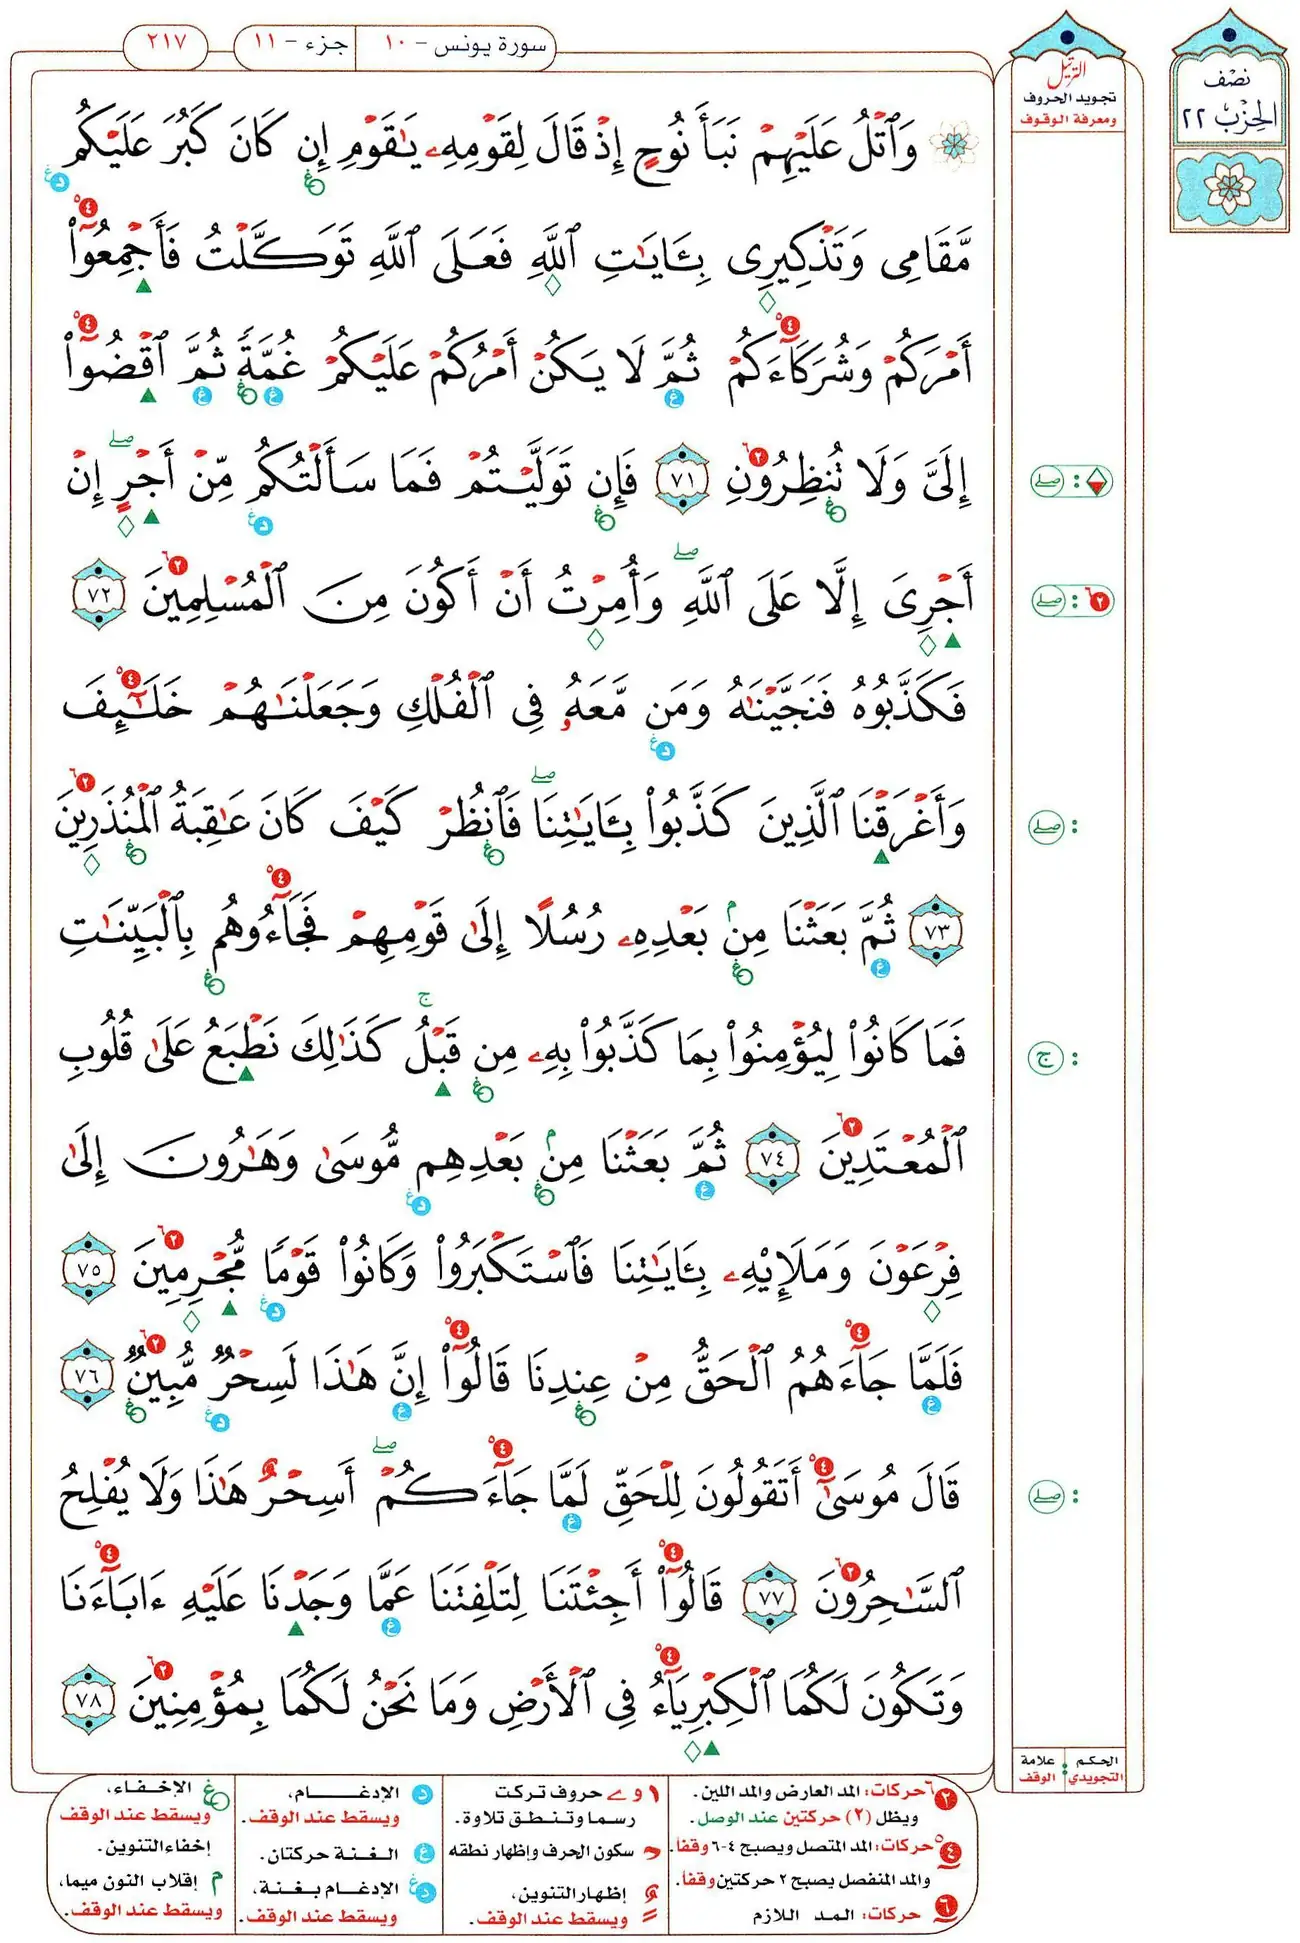 سورة يونس - ١٠
جزء - ١١
٢١٧
الترتيل
تجويد الحروف
ومعرفة الوقوف
نصف
الحزب ٢٢
وَٱتۡلُ عَلَيۡهِمۡ نَبَأَ نُوحٍ إِذۡ قَالَ لِقَوۡمِهِۦ يَٰقَوۡمِ إِن كَانَ كَبُرَ عَلَيۡكُم
مَّقَامِي وَتَذۡكِيرِي بِـَٔايَٰتِ ٱللَّهِ فَعَلَى ٱللَّهِ تَوَكَّلۡتُ فَأَجۡمِعُوٓاْ
أَمۡرَكُمۡ وَشُرَكَآءَكُمۡ ثُمَّ لَا يَكُنۡ أَمۡرُكُمۡ عَلَيۡكُمۡ غُمَّةٗ ثُمَّ ٱقۡضُوٓاْ
إِلَيَّ وَلَا تُنظِرُونِ ٧١ فَإِن تَوَلَّيۡتُمۡ فَمَا سَأَلۡتُكُم مِّنۡ أَجۡرٍۖ إِنۡ
أَجۡرِيَ إِلَّا عَلَى ٱللَّهِۖ وَأُمِرۡتُ أَنۡ أَكُونَ مِنَ ٱلۡمُسۡلِمِينَ ٧٢
فَكَذَّبُوهُ فَنَجَّيۡنَٰهُ وَمَن مَّعَهُۥ فِي ٱلۡفُلۡكِ وَجَعَلۡنَٰهُمۡ خَلَٰٓئِفَ
وَأَغۡرَقۡنَا ٱلَّذِينَ كَذَّبُواْ بِـَٔايَٰتِنَاۖ فَٱنظُرۡ كَيۡفَ كَانَ عَٰقِبَةُ ٱلۡمُنذَرِينَ
٧٣ ثُمَّ بَعَثۡنَا مِنۢ بَعۡدِهِۦ رُسُلًا إِلَىٰ قَوۡمِهِمۡ فَجَآءُوهُم بِٱلۡبَيِّنَٰتِ
فَمَا كَانُواْ لِيُؤۡمِنُواْ بِمَا كَذَّبُواْ بِهِۦ مِن قَبۡلُۚ كَذَٰلِكَ نَطۡبَعُ عَلَىٰ قُلُوبِ
ٱلۡمُعۡتَدِينَ ٧٤ ثُمَّ بَعَثۡنَا مِنۢ بَعۡدِهِم مُّوسَىٰ وَهَٰرُونَ إِلَىٰ
فِرۡعَوۡنَ وَمَلَإِيْهِۦ بِـَٔايَٰتِنَا فَٱسۡتَكۡبَرُواْ وَكَانُواْ قَوۡمٗا مُّجۡرِمِينَ ٧٥
فَلَمَّا جَآءَهُمُ ٱلۡحَقُّ مِنۡ عِندِنَا قَالُوٓاْ إِنَّ هَٰذَا لَسِحۡرٞ مُّبِينٞ ٧٦
قَالَ مُوسَىٰٓ أَتَقُولُونَ لِلۡحَقِّ لَمَّا جَآءَكُمۡۖ أَسِحۡرٌ هَٰذَا وَلَا يُفۡلِحُ
ٱلسَّٰحِرُونَ ٧٧ قَالُوٓاْ أَجِئۡتَنَا لِتَلۡفِتَنَا عَمَّا وَجَدۡنَا عَلَيۡهِ ءَابَآءَنَا
وَتَكُونَ لَكُمَا ٱلۡكِبۡرِيَآءُ فِي ٱلۡأَرۡضِ وَمَا نَحۡنُ لَكُمَا بِمُؤۡمِنِينَ ٧٨
الحكم التجويدي : علامة الوقف
٢ ٦ حركات: المد العارض والمد اللين.
ويظل (٢) حركتين عند الوصل.
٤ ٥ حركات: المد المتصل ويصبح ٤-٦ وقفاً.
والمد المنفصل يصبح ٢ حركتين وقفاً.
٦ حركات: المد اللازم
ا و ے حروف تركت
رسما وتنطق تلاوة.
سكون الحرف وإظهار نطقه
إظهار التنوين،
ويسقط عند الوقف.
د الإدغام،
ويسقط عند الوقف.
غ الغنة حركتان.
دغ الإدغام بغنة،
ويسقط عند الوقف.
الإخفاء،
ويسقط عند الوقف
إخفاء التنوين.
م إقلاب النون ميما،
ويسقط عند الوقف.